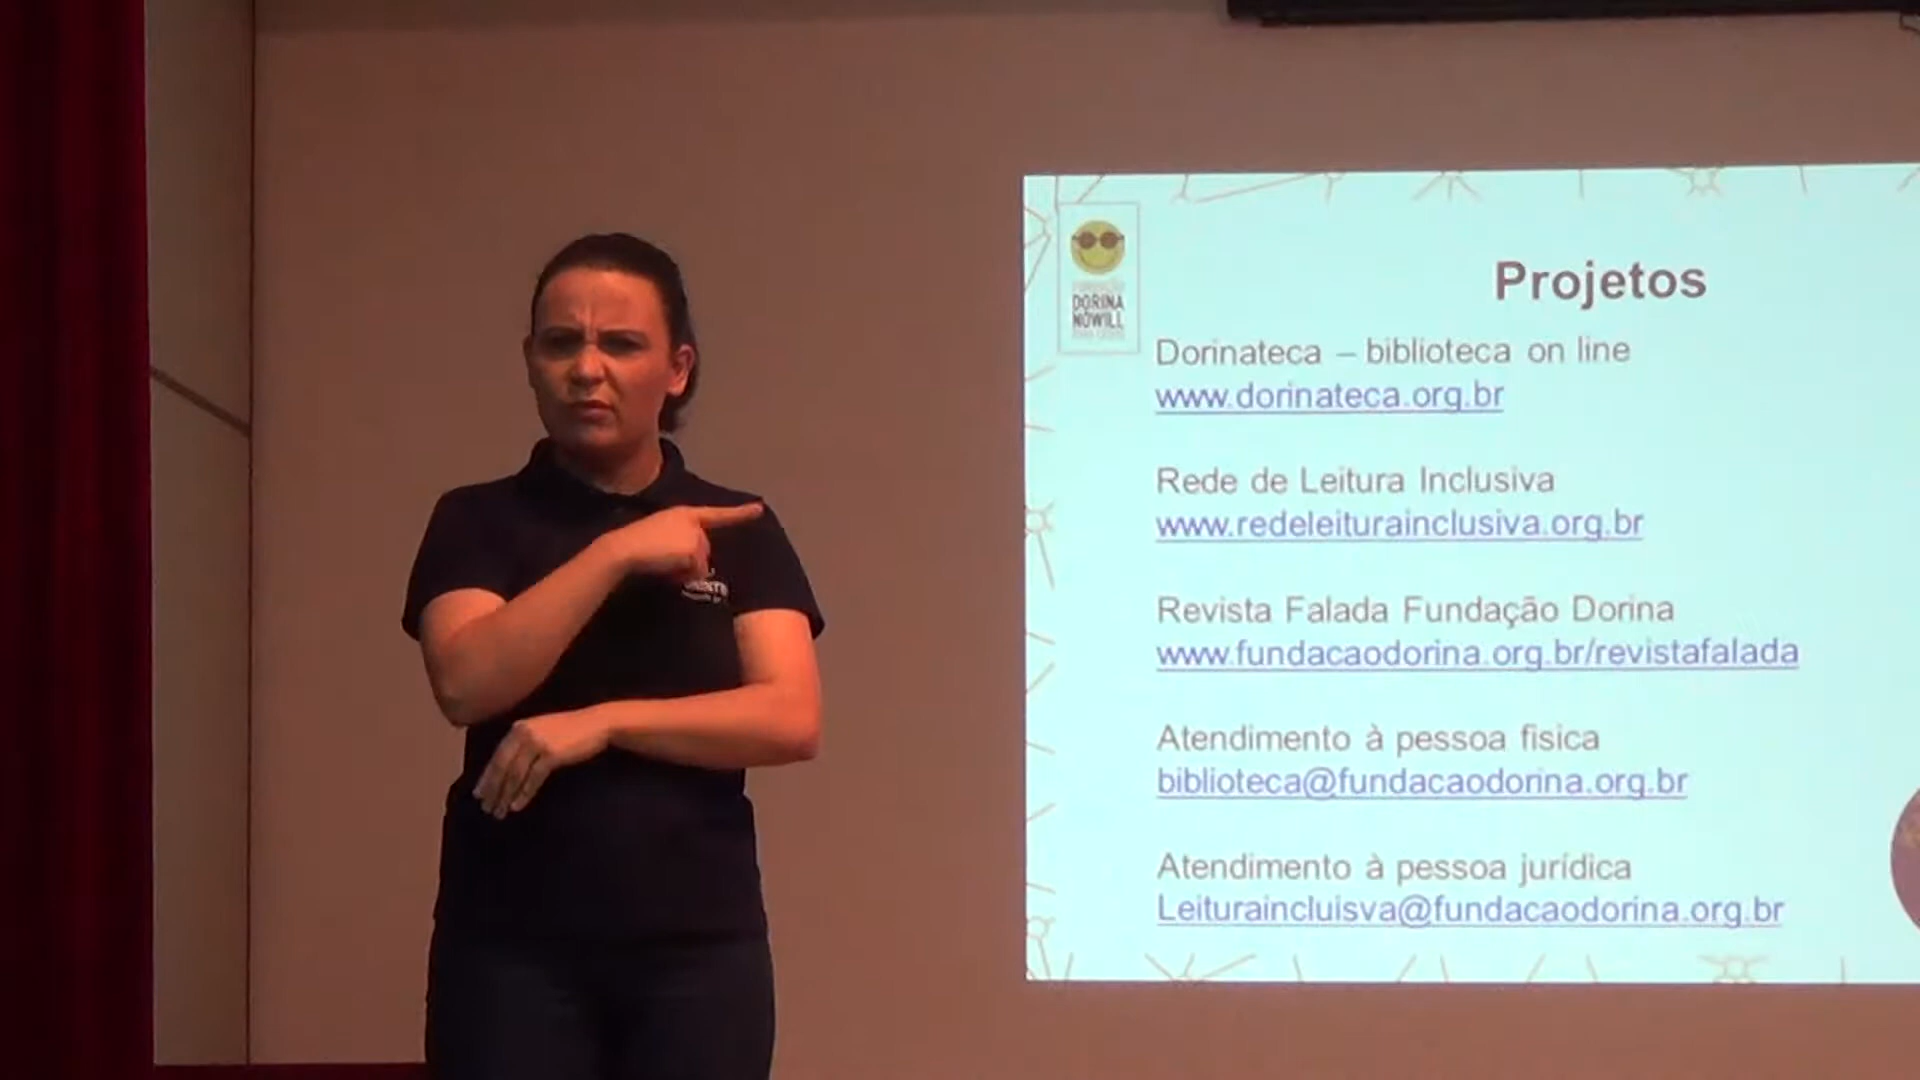 DORINA
NOWILL
Projetos
Dorinateca – biblioteca on line
www.dorinateca.org.br
Rede de Leitura Inclusiva
www.redeleiturainclusiva.org.br
Revista Falada Fundação Dorina
www.fundacaodorina.org.br/revistafalada
Atendimento à pessoa fisica
biblioteca@fundacaodorina.org.br
Atendimento à pessoa jurídica
Leituraincluisva@fundacaodorina.org.br